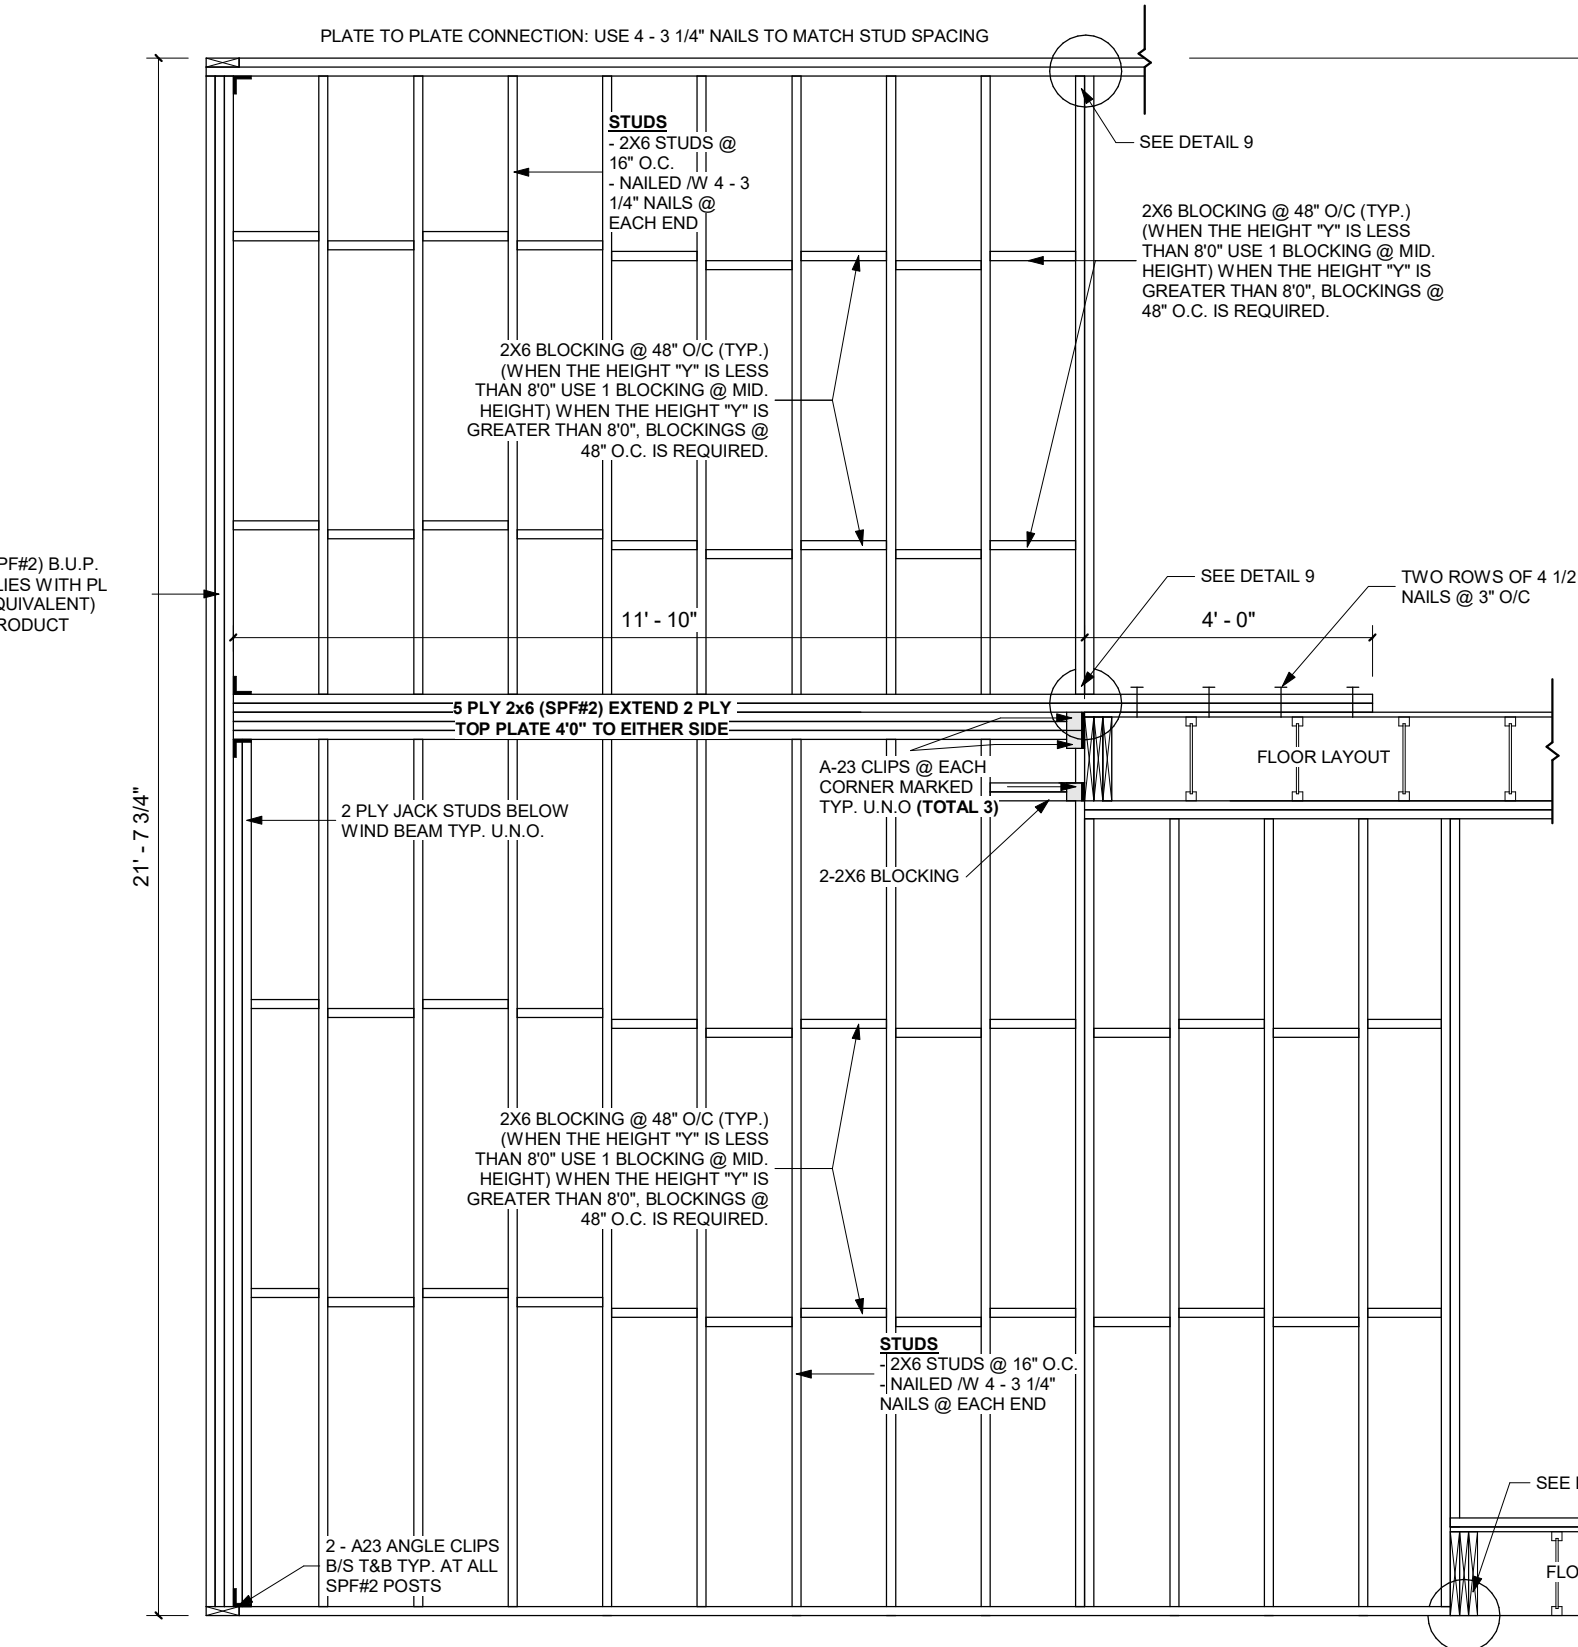 PLATE TO PLATE CONNECTION: USE 4 - 3 1/4" NAILS TO MATCH STUD SPACING
STUDS
- 2X6 STUDS @
16" O.C.
- NAILED /W 4 - 3
1/4" NAILS @
EACH END
SEE DETAIL 9
2X6 BLOCKING @ 48" O/C (TYP.)
(WHEN THE HEIGHT "Y" IS LESS
THAN 8'0" USE 1 BLOCKING @ MID.
HEIGHT) WHEN THE HEIGHT "Y" IS
GREATER THAN 8'0", BLOCKINGS @
48" O.C. IS REQUIRED.
2X6 BLOCKING @ 48" O/C (TYP.)
(WHEN THE HEIGHT "Y" IS LESS
THAN 8'0" USE 1 BLOCKING @ MID.
HEIGHT) WHEN THE HEIGHT "Y" IS
GREATER THAN 8'0", BLOCKINGS @
48" O.C. IS REQUIRED.
PF#2) B.U.P.
LIES WITH PL
QUIVALENT)
RODUCT
11' - 10"
SEE DETAIL 9
4' - 0"
TWO ROWS OF 4 1/2
NAILS @ 3" O/C
5 PLY 2x6 (SPF#2) EXTEND 2 PLY
TOP PLATE 4'0" TO EITHER SIDE
A-23 CLIPS @ EACH
CORNER MARKED
TYP. U.N.O (TOTAL 3)
FLOOR LAYOUT
2 PLY JACK STUDS BELOW
WIND BEAM TYP. U.N.O.
21' - 7 3/4"
2-2X6 BLOCKING
2X6 BLOCKING @ 48" O/C (TYP.)
(WHEN THE HEIGHT "Y" IS LESS
THAN 8'0" USE 1 BLOCKING @ MID.
HEIGHT) WHEN THE HEIGHT "Y" IS
GREATER THAN 8'0", BLOCKINGS @
48" O.C. IS REQUIRED.
STUDS
- 2X6 STUDS @ 16" O.C.
- NAILED /W 4 - 3 1/4"
NAILS @ EACH END
SEE
2 - A23 ANGLE CLIPS
B/S T&B TYP. AT ALL
SPF#2 POSTS
FLO